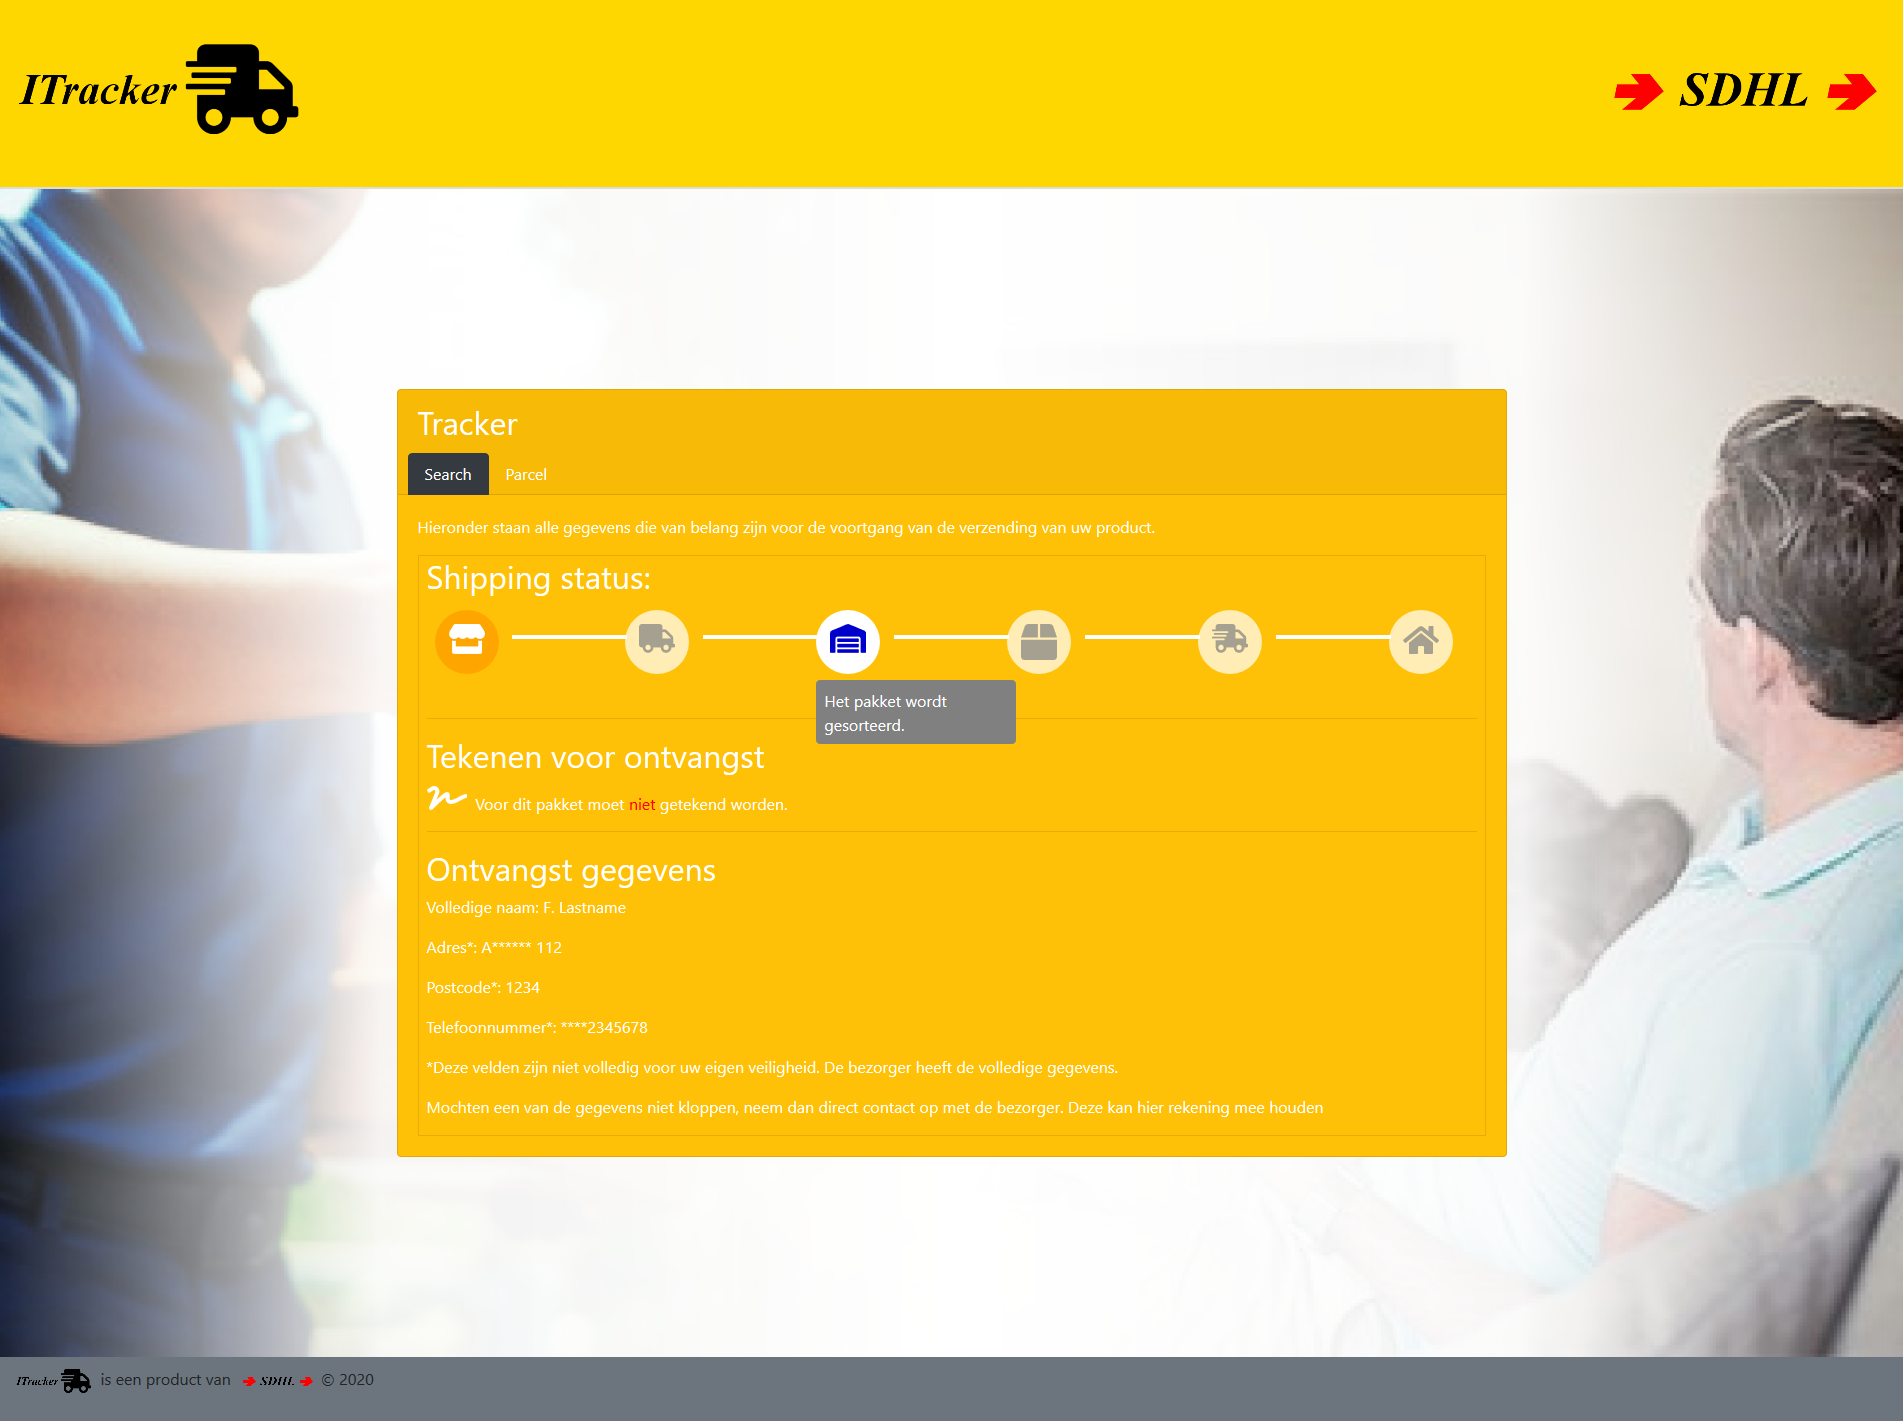 ITracker
SDHL
Tracker
Search
Parcel
Hieronder staan alle gegevens die van belang zijn voor de voortgang van de verzending van uw product.
Shipping status:
Het pakket wordt
gesorteerd.
Tekenen voor ontvangst
Voor dit pakket moet niet getekend worden.
Ontvangst gegevens
Volledige naam: F. Lastname
Adres*: A****** 112
Postcode*: 1234
Telefoonnummer*: ****2345678
*Deze velden zijn niet volledig voor uw eigen veiligheid. De bezorger heeft de volledige gegevens.
Mochten een van de gegevens niet kloppen, neem dan direct contact op met de bezorger. Deze kan hier rekening mee houden
ITracker is een product van SDHL © 2020